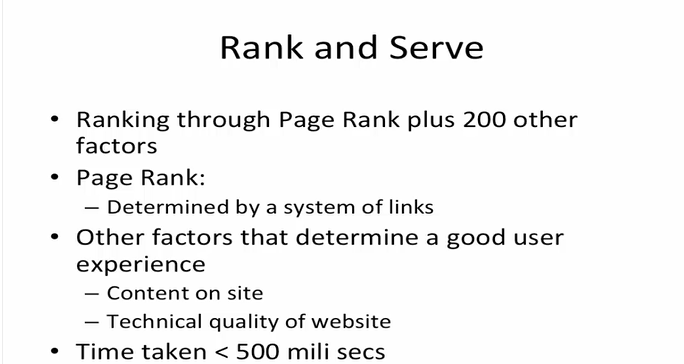 Rank and Serve
• Ranking through Page Rank plus 200 other
factors
• Page Rank:
– Determined by a system of links
• Other factors that determine a good user
experience
– Content on site
– Technical quality of website
• Time taken < 500 mili secs